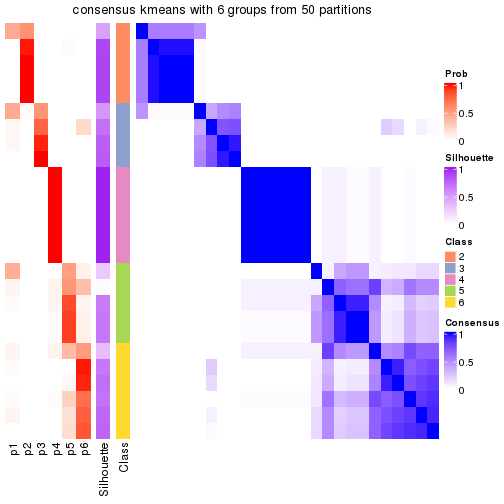 consensus kmeans with 6 groups from 50 partitions
Prob
1
0.5
0
Silhouette
1
0.5
0
Class
2
3
4
5
6
Consensus
1
0.5
0
p1
p2
p3
p4
p5
p6
Silhouette
Class